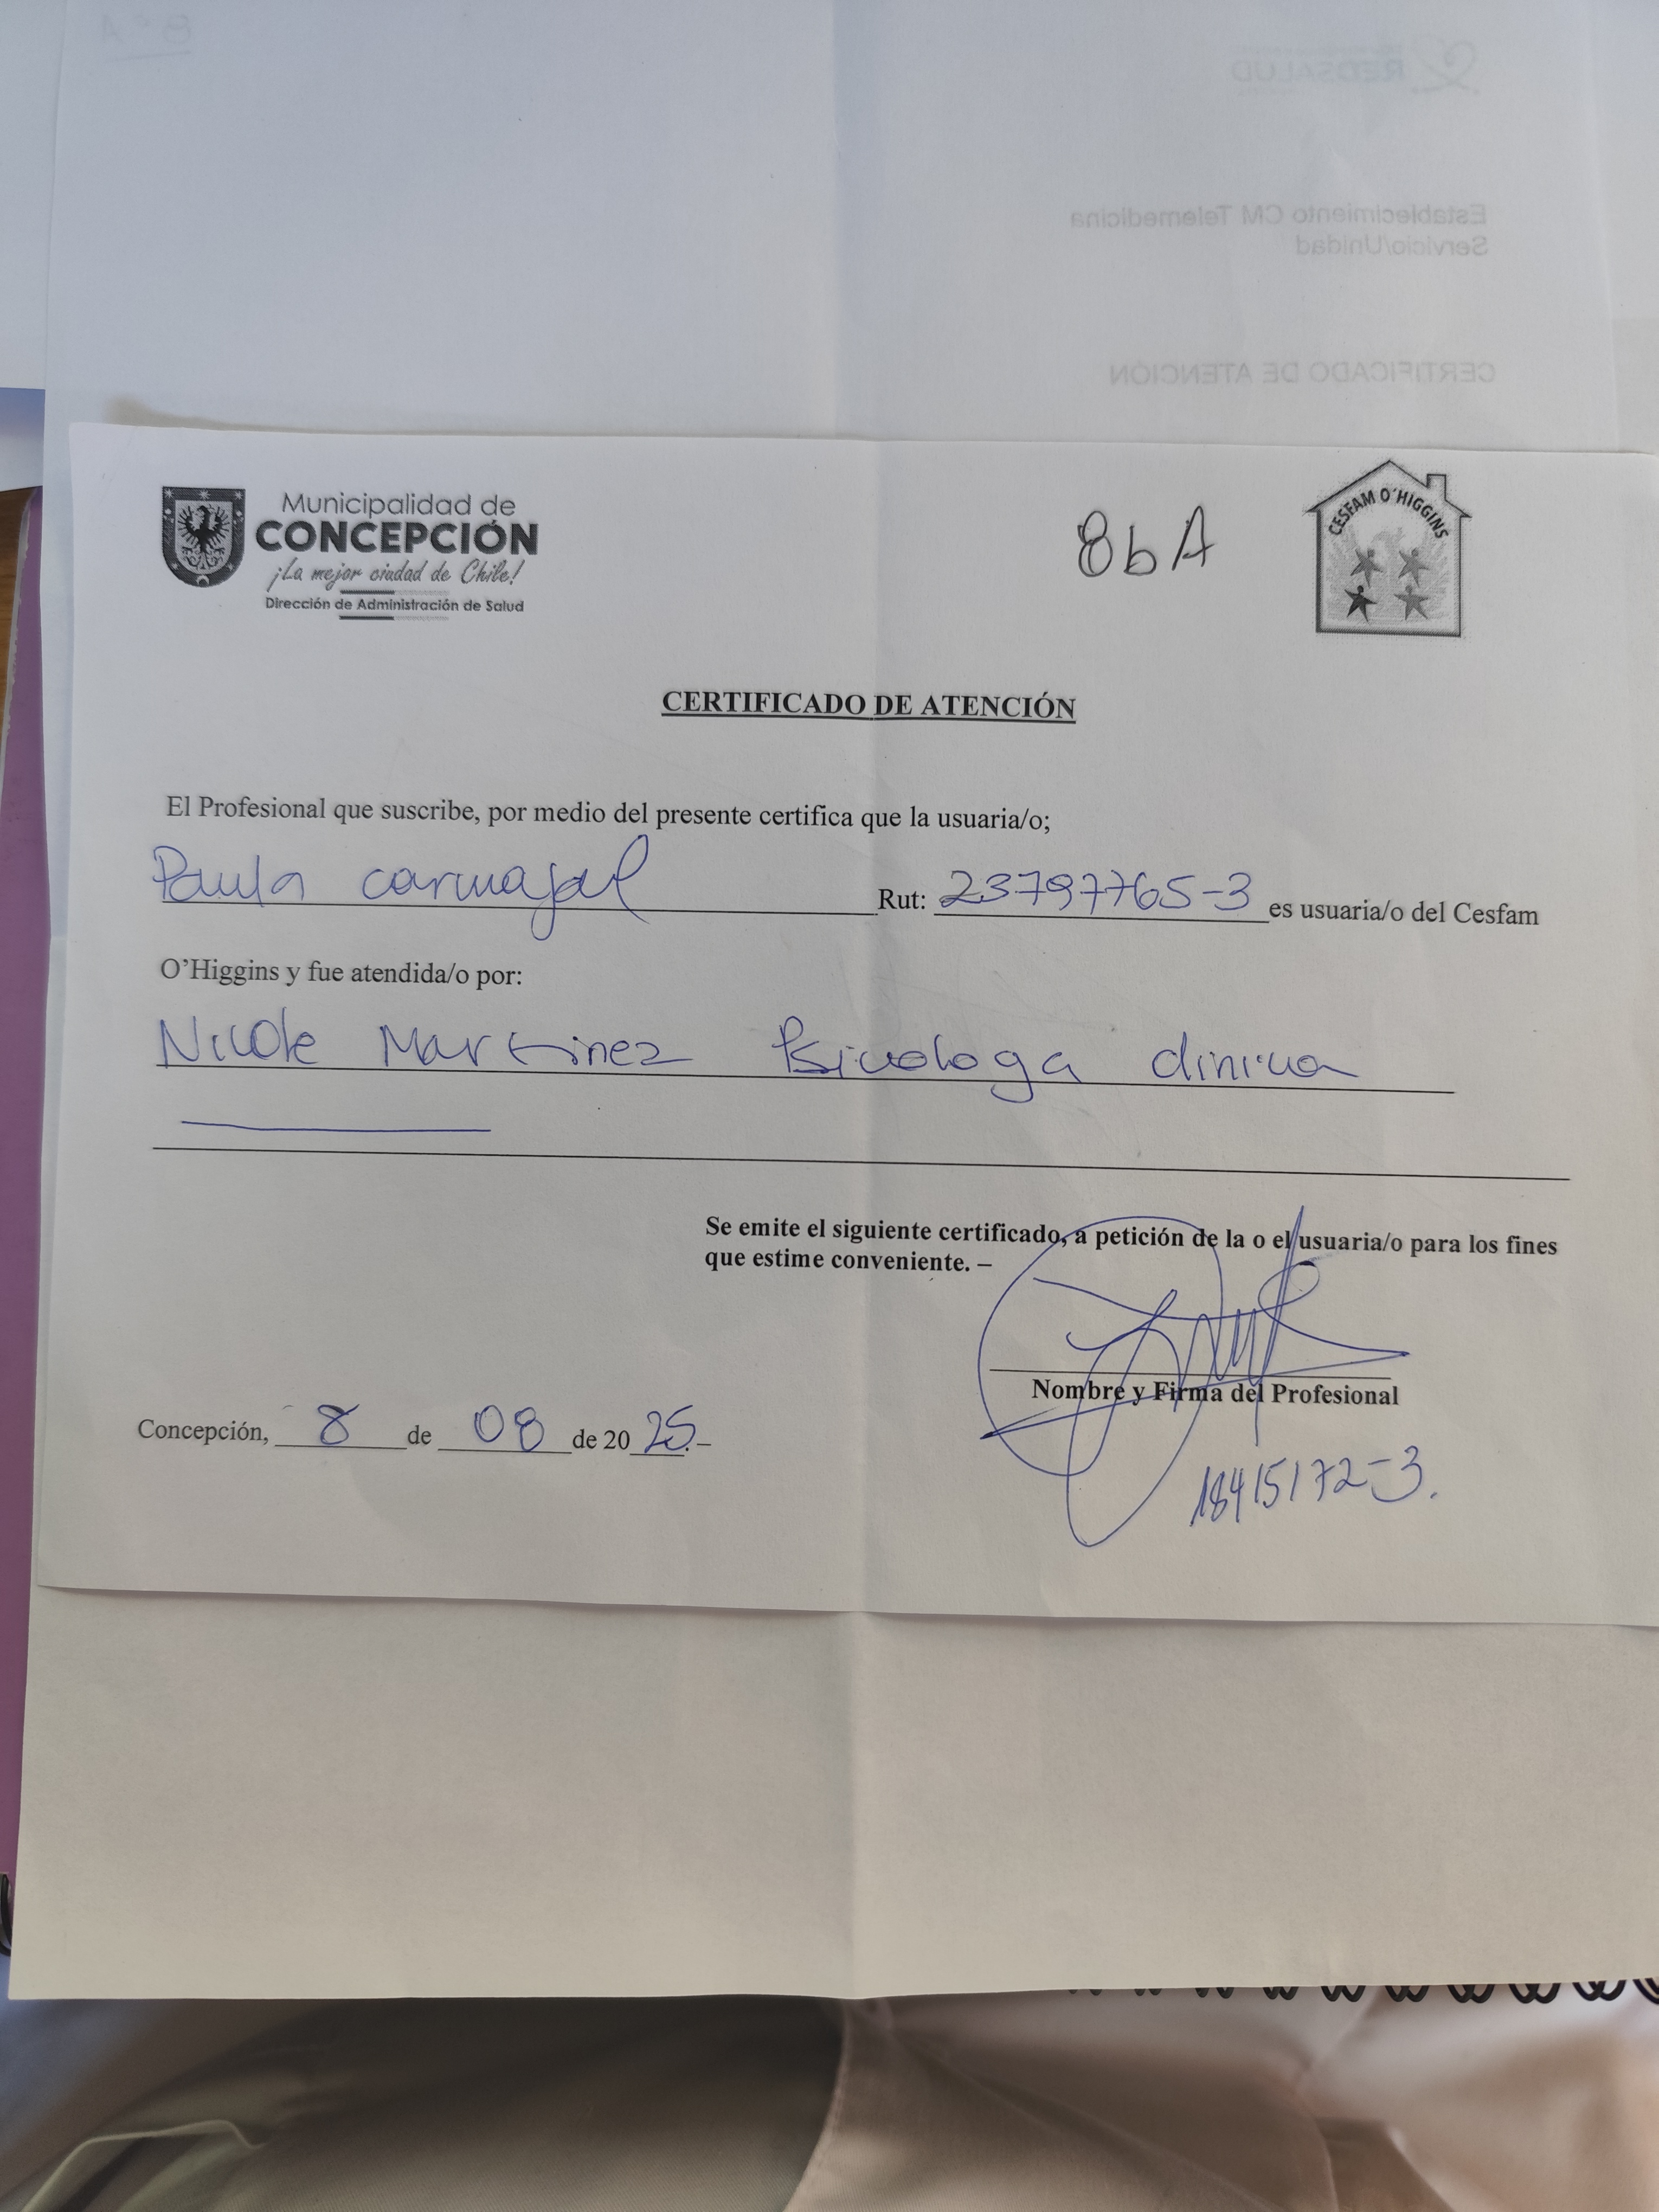 8° A
REDSALUD
Establecimiento CM Telemedicina
Servicio/Unidad
CERTIFICADO DE ATENCIÓN
Municipalidad de
CONCEPCIÓN
¡La mejor ciudad de Chile!
Dirección de Administración de Salud
8bA
CESFAM O'HIGGINS
CERTIFICADO DE ATENCIÓN
El Profesional que suscribe, por medio del presente certifica que la usuaria/o;
Paula carvajal Rut: 23797765-3 es usuaria/o del Cesfam
O'Higgins y fue atendida/o por:
Nicole Martinez Psicologa clinica
Se emite el siguiente certificado, a petición de la o el usuaria/o para los fines
que estime conveniente. –
Nombre y Firma del Profesional
Concepción, 8 de 08 de 2025.–
18415172-3.